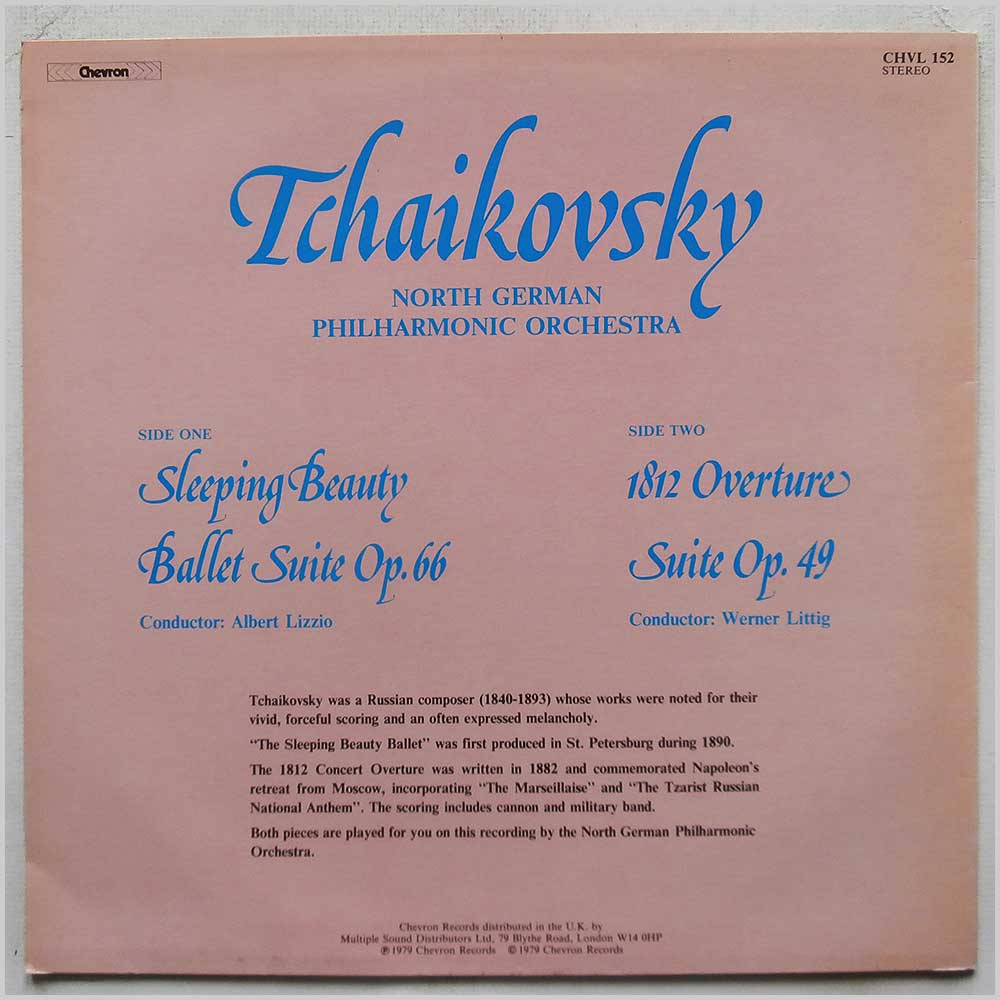 Chevron
CHVL 152
STEREO
Tchaikovsky
NORTH GERMAN
PHILHARMONIC ORCHESTRA
SIDE ONE
Sleeping Beauty
Ballet Suite Op. 66
Conductor: Albert Lizzio
SIDE TWO
1812 Overture
Suite Op. 49
Conductor: Werner Littig
Tchaikovsky was a Russian composer (1840-1893) whose works were noted for their
vivid, forceful scoring and an often expressed melancholy.
“The Sleeping Beauty Ballet” was first produced in St. Petersburg during 1890.
The 1812 Concert Overture was written in 1882 and commemorated Napoleon’s
retreat from Moscow, incorporating “The Marseillaise” and “The Tzarist Russian
National Anthem”. The scoring includes cannon and military band.
Both pieces are played for you on this recording by the North German Philharmonic
Orchestra.
Chevron Records distributed in the U.K. by
Multiple Sound Distributors Ltd, 79 Blythe Road, London W14 0HP
℗ 1979 Chevron Records © 1979 Chevron Records